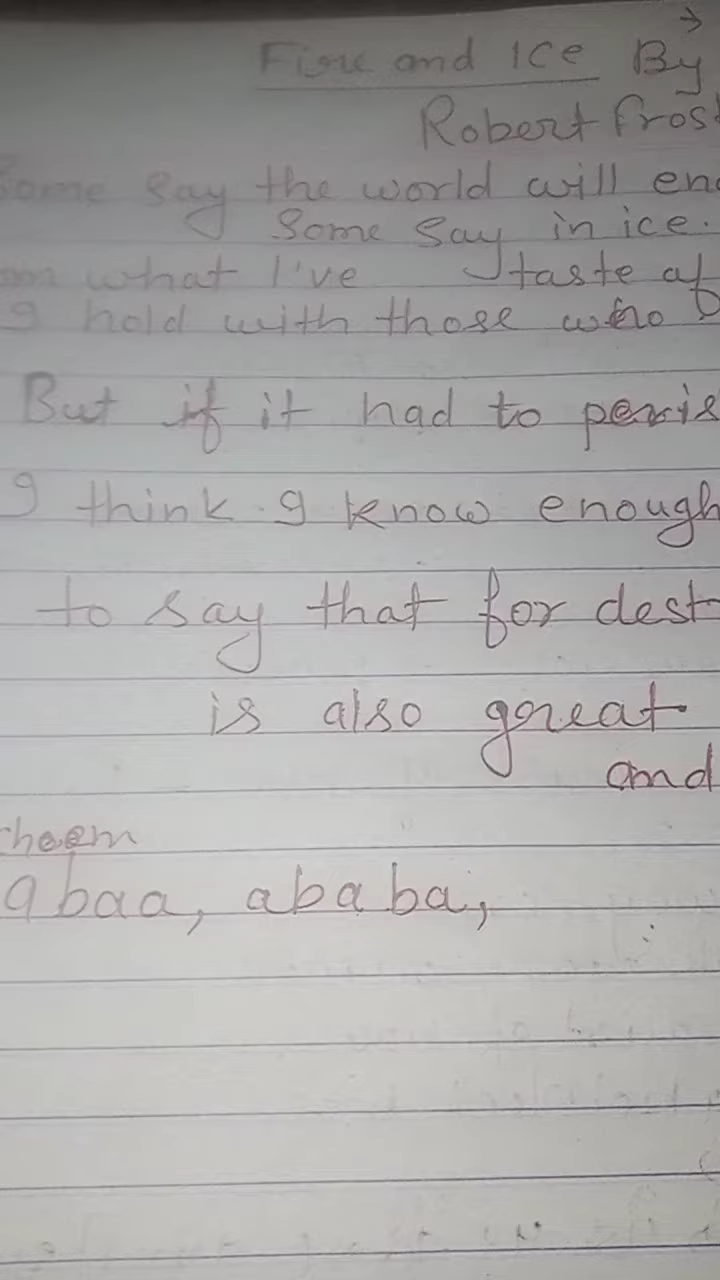 Fire and Ice By
Robert Frost
Some say the world will en
Some say in ice.
what I've taste of
I hold with those who
But if it had to peris
I think I know enough
to say that for dest
is also great
and
heem
abaa, ababa,